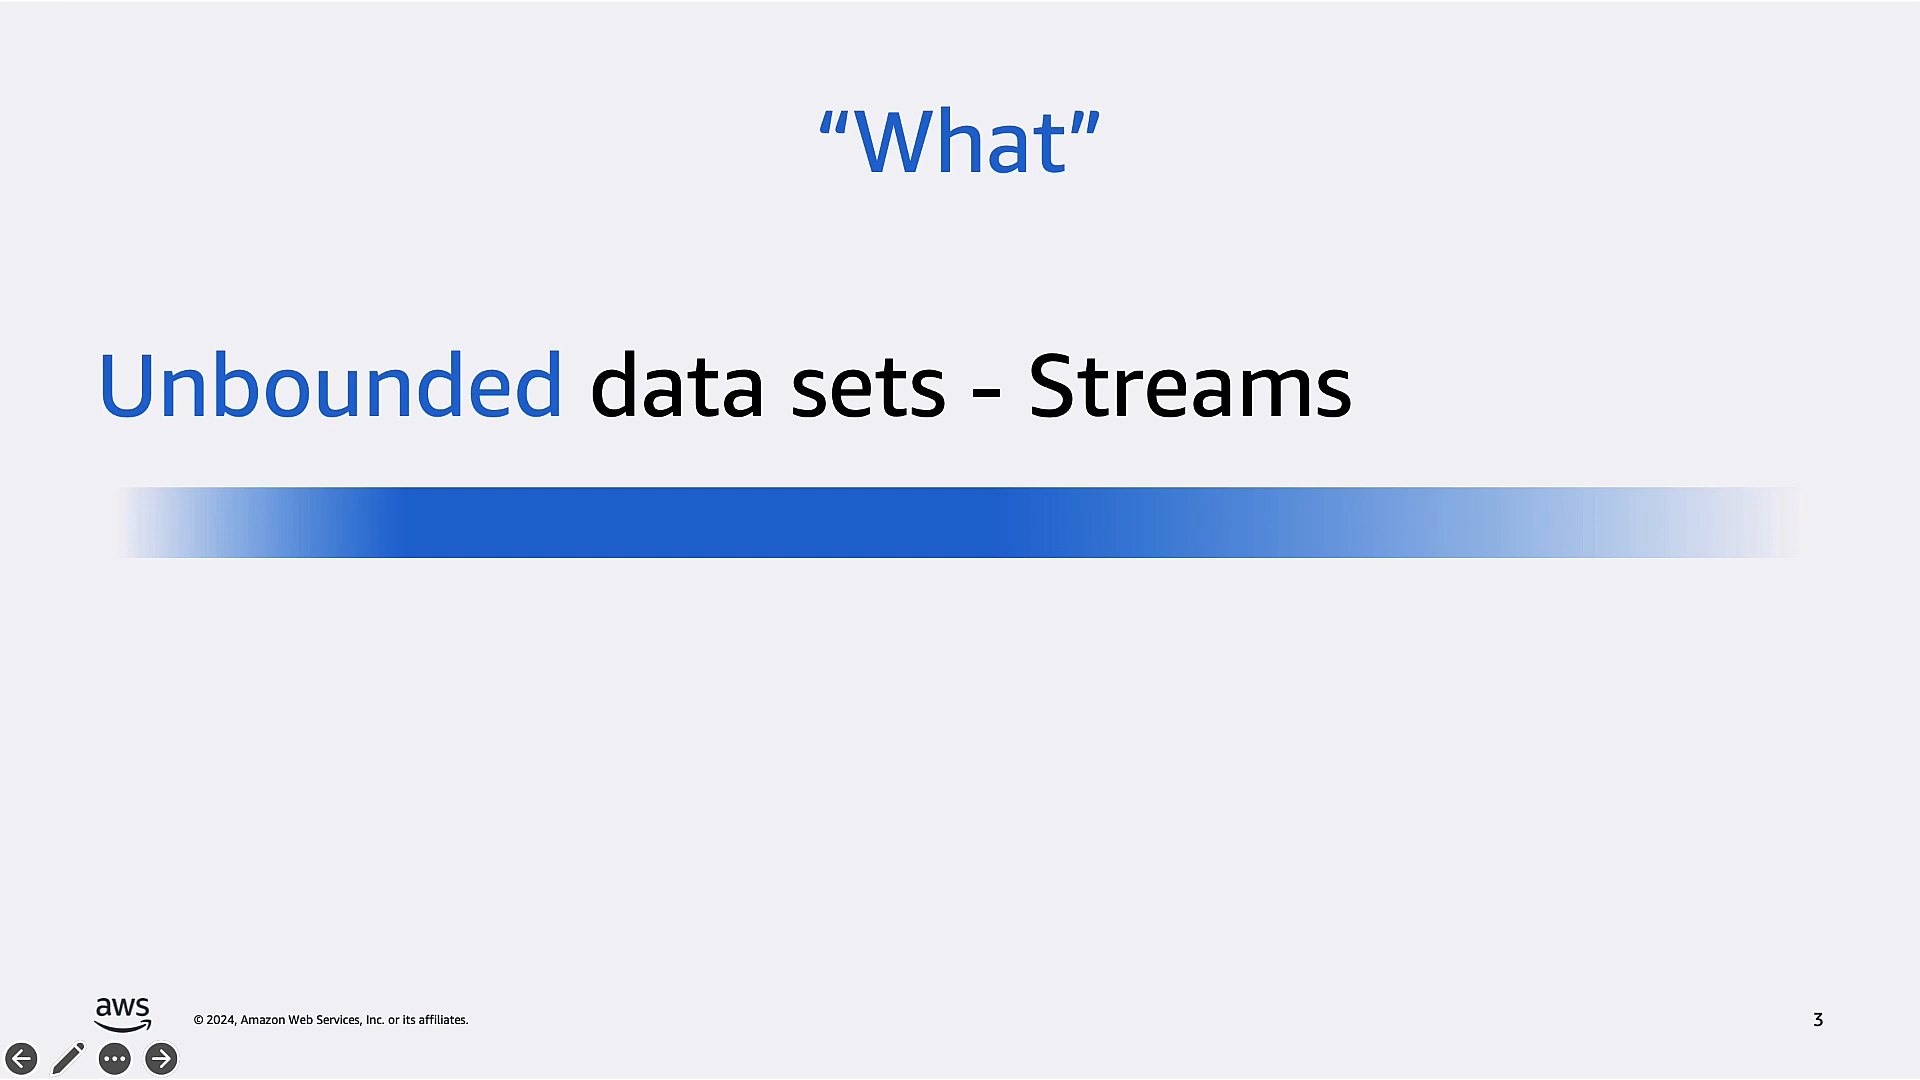 “What”
Unbounded data sets - Streams
aws
© 2024, Amazon Web Services, Inc. or its affiliates.
3